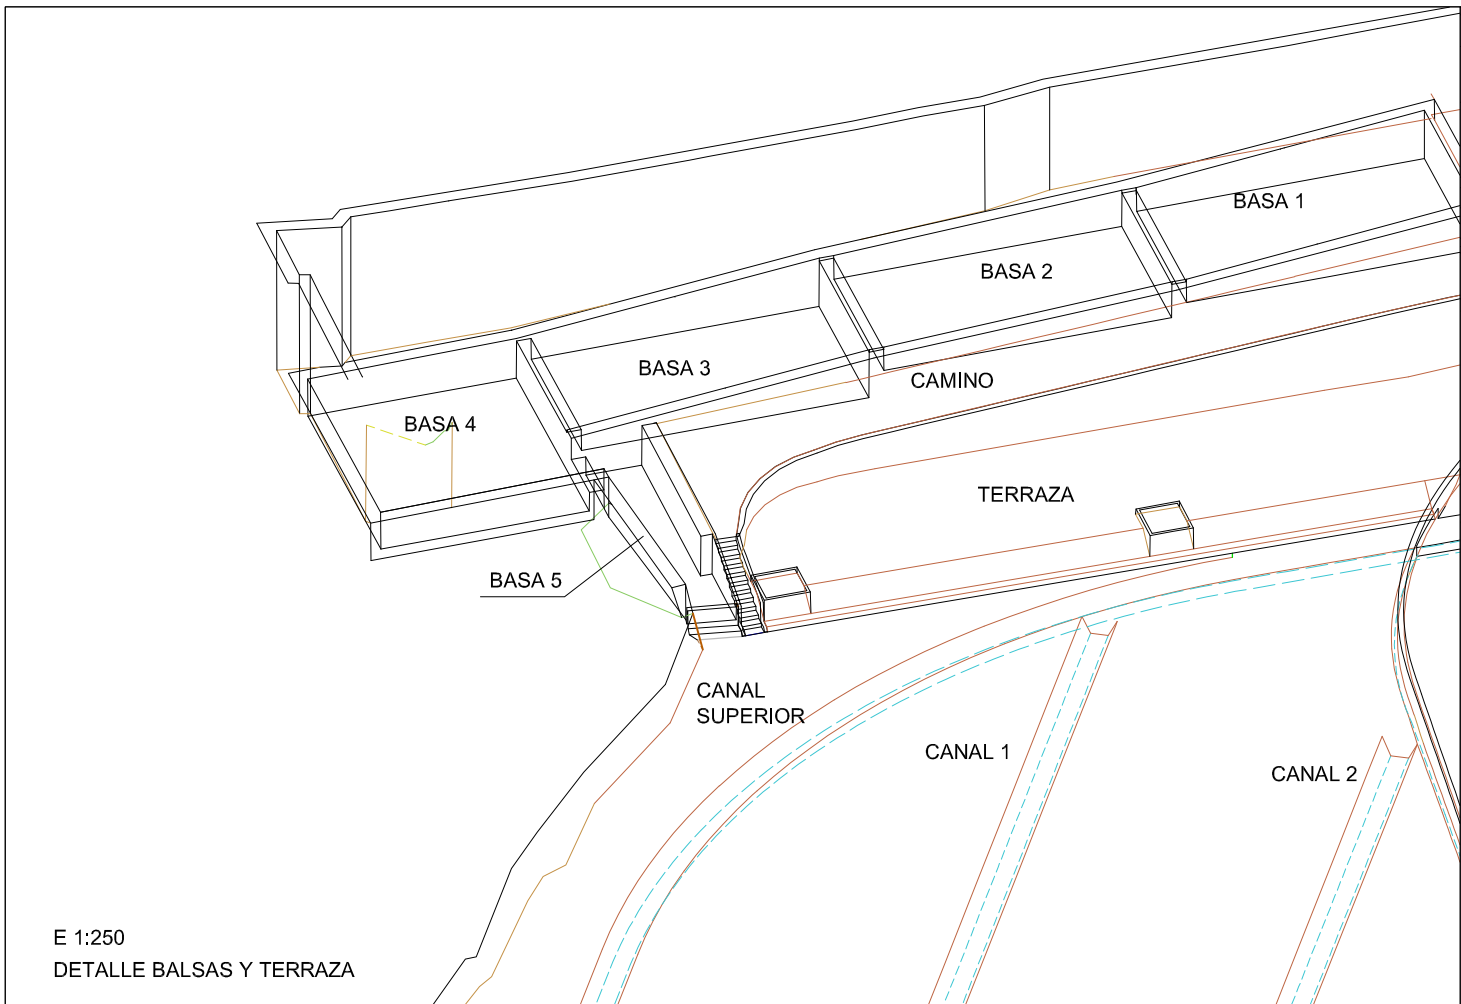 BASA 1
BASA 2
BASA 3
CAMINO
BASA 4
TERRAZA
BASA 5
CANAL
SUPERIOR
CANAL 1
CANAL 2
E 1:250
DETALLE BALSAS Y TERRAZA